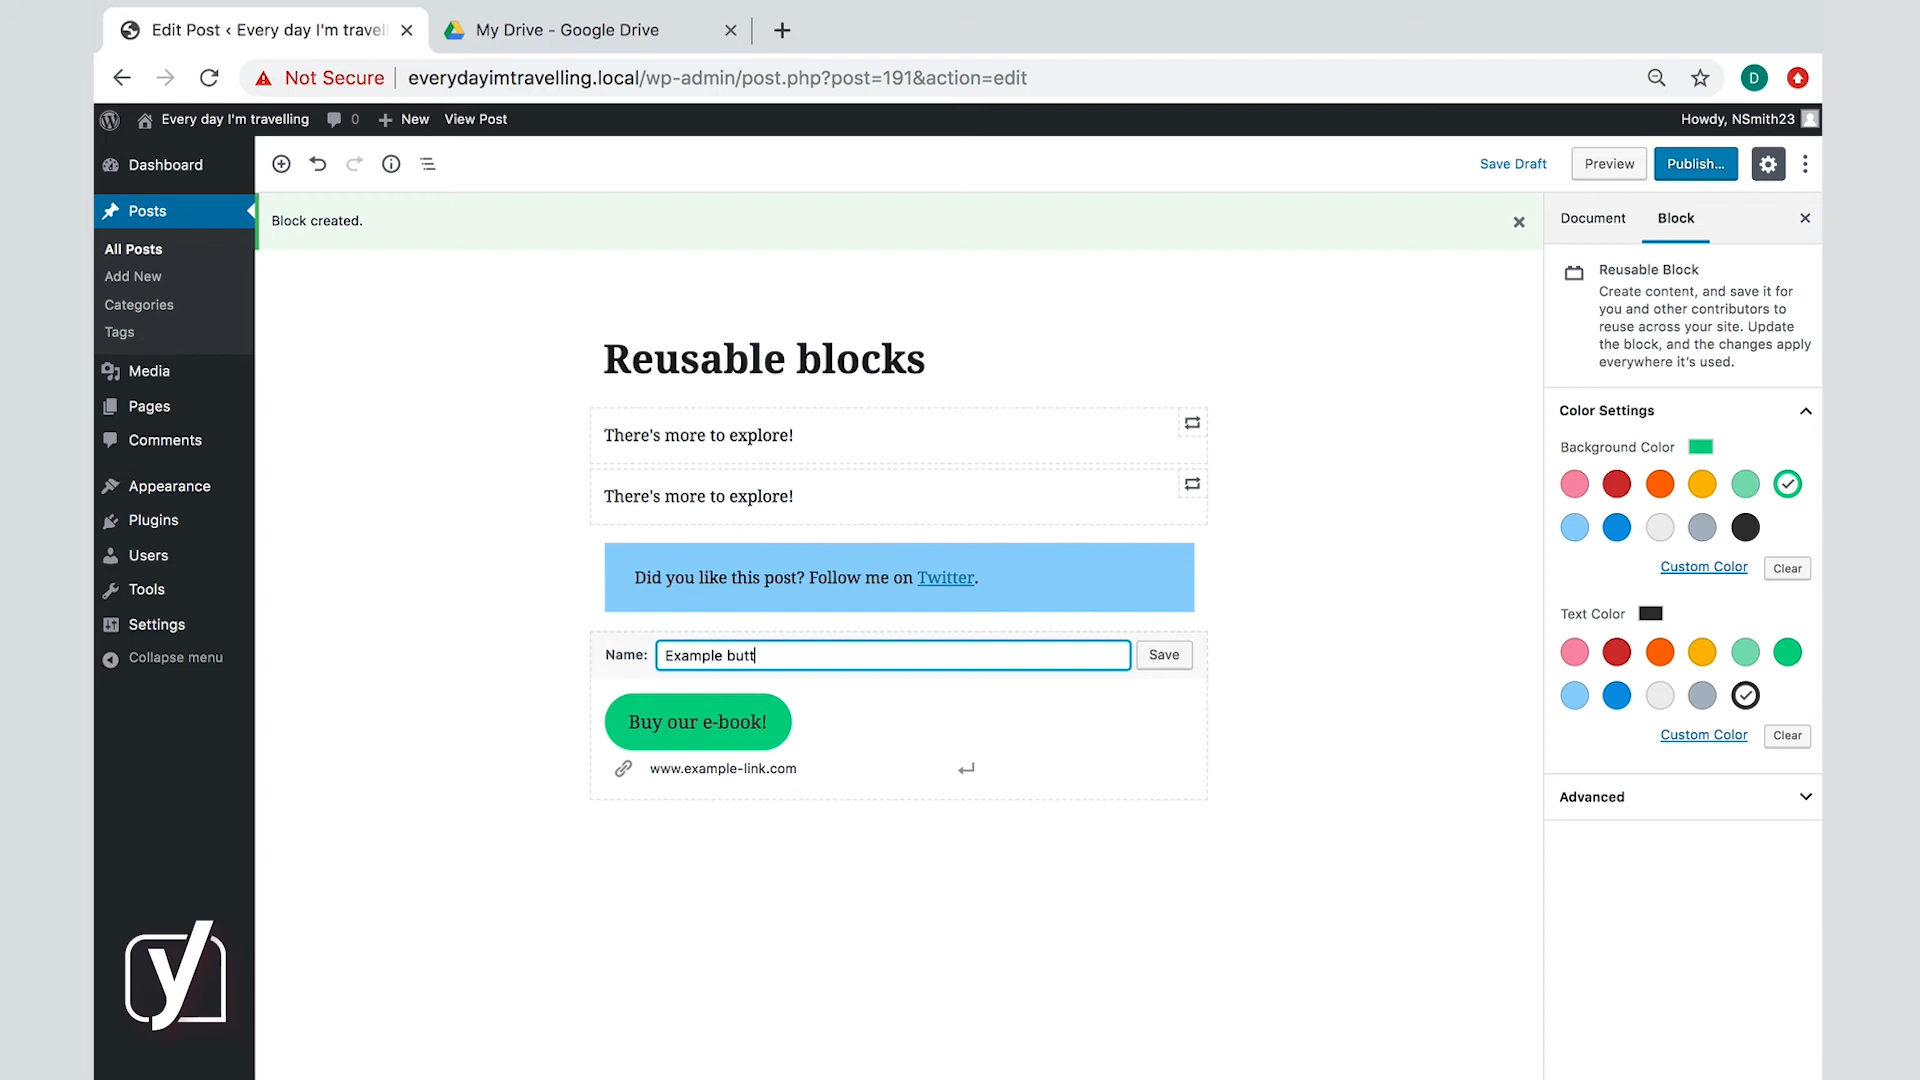 Edit Post ‹ Every day I'm travell
My Drive - Google Drive
Not Secure
everydayimtravelling.local/wp-admin/post.php?post=191&action=edit
D
Every day I'm travelling
0
New
View Post
Howdy, NSmith23
Dashboard
Posts
All Posts
Add New
Categories
Tags
Media
Pages
Comments
Appearance
Plugins
Users
Tools
Settings
Collapse menu
y
Save Draft
Preview
Publish...
Block created.
Reusable blocks
There's more to explore!
There's more to explore!
Did you like this post? Follow me on Twitter.
Name:
Example butt
Save
Buy our e-book!
www.example-link.com
Document
Block
Reusable Block
Create content, and save it for
you and other contributors to
reuse across your site. Update
the block, and the changes apply
everywhere it's used.
Color Settings
Background Color
Custom Color
Clear
Text Color
Custom Color
Clear
Advanced